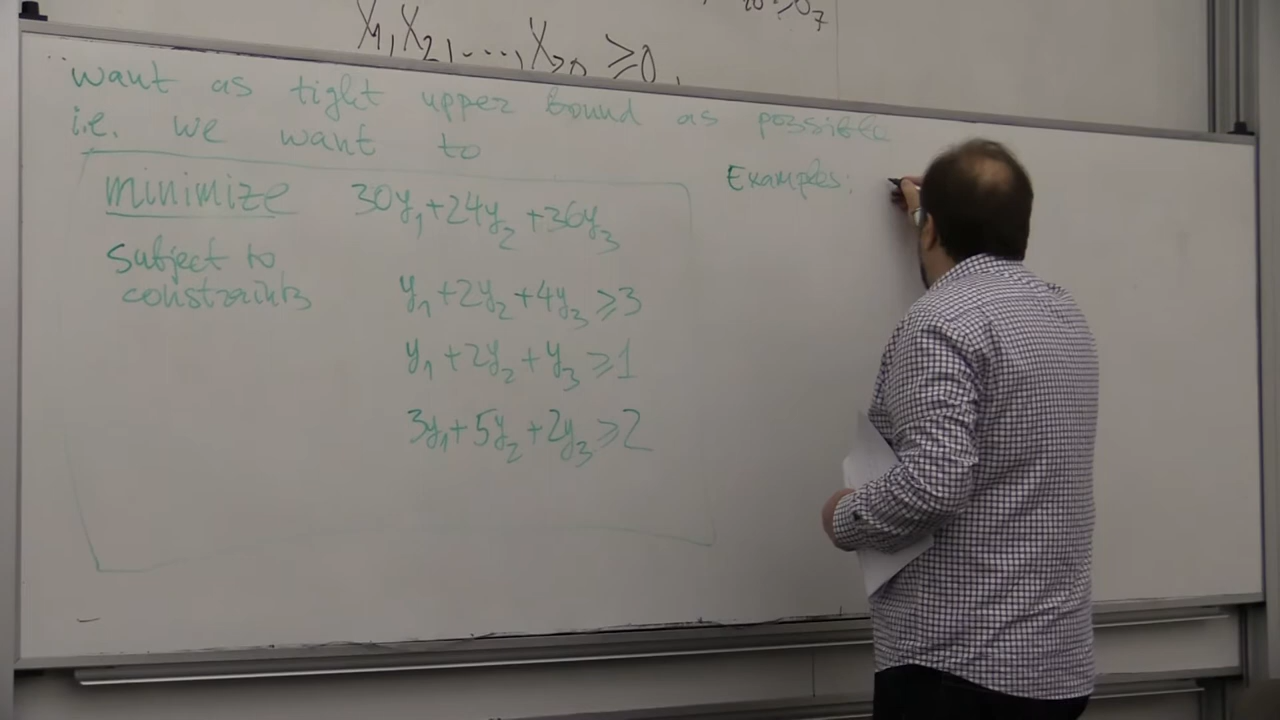 x₁, x₂, ..., x₂₀ ≥0,
want as tight upper bound as possible
i.e. we want to
minimize 30y₁+24y₂+36y₃
subject to
constraints
y₁+2y₂+4y₃≥3
y₁+2y₂+y₃≥1
3y₁+5y₂+2y₃≥2
Examples: